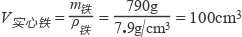 V实心铁 = m铁/ρ铁 = 790g/7.9g/cm³ = 100cm³